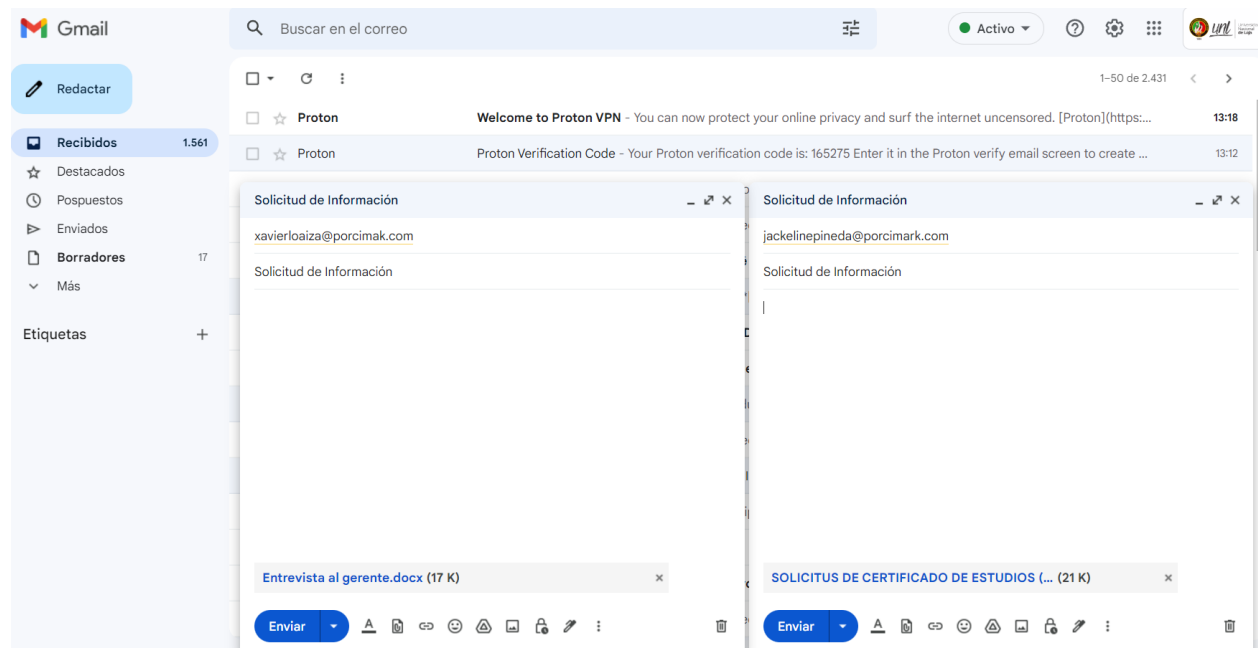 Gmail
Buscar en el correo
Activo
unl
Redactar
1–50 de 2.431
Proton Welcome to Proton VPN - You can now protect your online privacy and surf the internet uncensored. [Proton](https:... 13:18
Recibidos 1.561
Proton Proton Verification Code - Your Proton verification code is: 165275 Enter it in the Proton verify email screen to create ... 13:12
Destacados
Pospuestos
Enviados
Borradores 17
Más
Etiquetas
Solicitud de Información
xavierloaiza@porcimak.com
Solicitud de Información
Entrevista al gerente.docx (17 K)
Enviar
Solicitud de Información
jackelinepineda@porcimark.com
Solicitud de Información
SOLICITUS DE CERTIFICADO DE ESTUDIOS (... (21 K)
Enviar